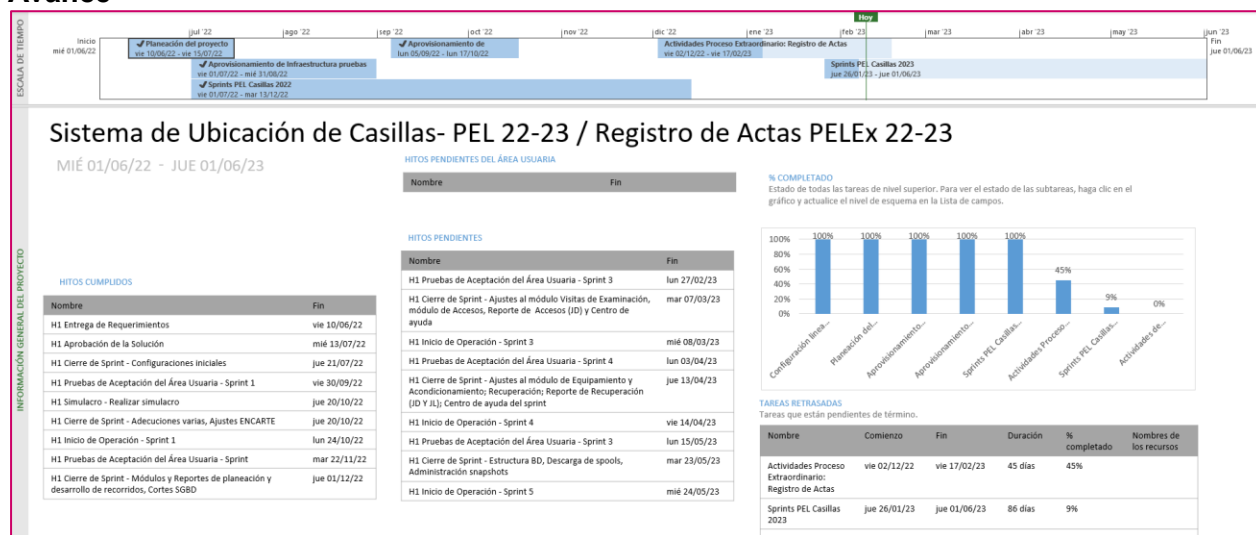 Avance
Hoy
ESCALA DE TIEMPO
jul '22
ago '22
sep '22
oct '22
nov '22
dic '22
ene '23
feb '23
mar '23
abr '23
may '23
jun '23
Inicio
mié 01/06/22
Planeación del proyecto
vie 10/06/22 - vie 15/07/22
Aprovisionamiento de
lun 05/09/22 - lun 17/10/22
Actividades Proceso Extraordinario: Registro de Actas
vie 02/12/22 - vie 17/02/23
Fin
jue 01/06/23
Aprovisionamiento de Infraestructura pruebas
vie 01/07/22 - mié 31/08/22
Sprints PEL Casillas 2023
jue 26/01/23 - jue 01/06/23
Sprints PEL Casillas 2022
vie 01/07/22 - mar 13/12/22
INFORMACIÓN GENERAL DEL PROYECTO
Sistema de Ubicación de Casillas- PEL 22-23 / Registro de Actas PELEx 22-23
MIÉ 01/06/22 - JUE 01/06/23
HITOS CUMPLIDOS
Nombre Fin
H1 Entrega de Requerimientos vie 10/06/22
H1 Aprobación de la Solución mié 13/07/22
H1 Cierre de Sprint - Configuraciones iniciales jue 21/07/22
H1 Pruebas de Aceptación del Área Usuaria - Sprint 1 vie 30/09/22
H1 Simulacro - Realizar simulacro jue 20/10/22
H1 Cierre de Sprint - Adecuciones varias, Ajustes ENCARTE jue 20/10/22
H1 Inicio de Operación - Sprint 1 lun 24/10/22
H1 Pruebas de Aceptación del Área Usuaria - Sprint mar 22/11/22
H1 Cierre de Sprint - Módulos y Reportes de planeación y jue 01/12/22
desarrollo de recorridos, Cortes SGBD
HITOS PENDIENTES DEL ÁREA USUARIA
Nombre Fin
HITOS PENDIENTES
Nombre Fin
H1 Pruebas de Aceptación del Área Usuaria - Sprint 3 lun 27/02/23
H1 Cierre de Sprint - Ajustes al módulo Visitas de Examinación, mar 07/03/23
módulo de Accesos, Reporte de Accesos (JD) y Centro de
ayuda
H1 Inicio de Operación - Sprint 3 mié 08/03/23
H1 Pruebas de Aceptación del Área Usuaria - Sprint 4 lun 03/04/23
H1 Cierre de Sprint - Ajustes al módulo de Equipamiento y jue 13/04/23
Acondicionamiento; Recuperación; Reporte de Recuperación
(JD Y JL); Centro de ayuda del sprint
H1 Inicio de Operación - Sprint 4 vie 14/04/23
H1 Pruebas de Aceptación del Área Usuaria - Sprint 3 lun 15/05/23
H1 Cierre de Sprint - Estructura BD, Descarga de spools, mar 23/05/23
Administración snapshots
H1 Inicio de Operación - Sprint 5 mié 24/05/23
% COMPLETADO
Estado de todas las tareas de nivel superior. Para ver el estado de las subtareas, haga clic en el
gráfico y actualice el nivel de esquema en la Lista de campos.
100%
80%
60%
40%
20%
0%
100% 100% 100% 100% 100% 45% 9% 0%
Configuración linea...
Planeación del...
Aprovisionamiento...
Aprovisionamiento...
Sprints PEL Casillas...
Actividades Proceso...
Sprints PEL Casillas...
Actividades de...
TAREAS RETRASADAS
Tareas que están pendientes de término.
Nombre Comienzo Fin Duración % completado Nombres de los recursos
Actividades Proceso vie 02/12/22 vie 17/02/23 45 días 45%
Extraordinario:
Registro de Actas
Sprints PEL Casillas jue 26/01/23 jue 01/06/23 86 días 9%
2023